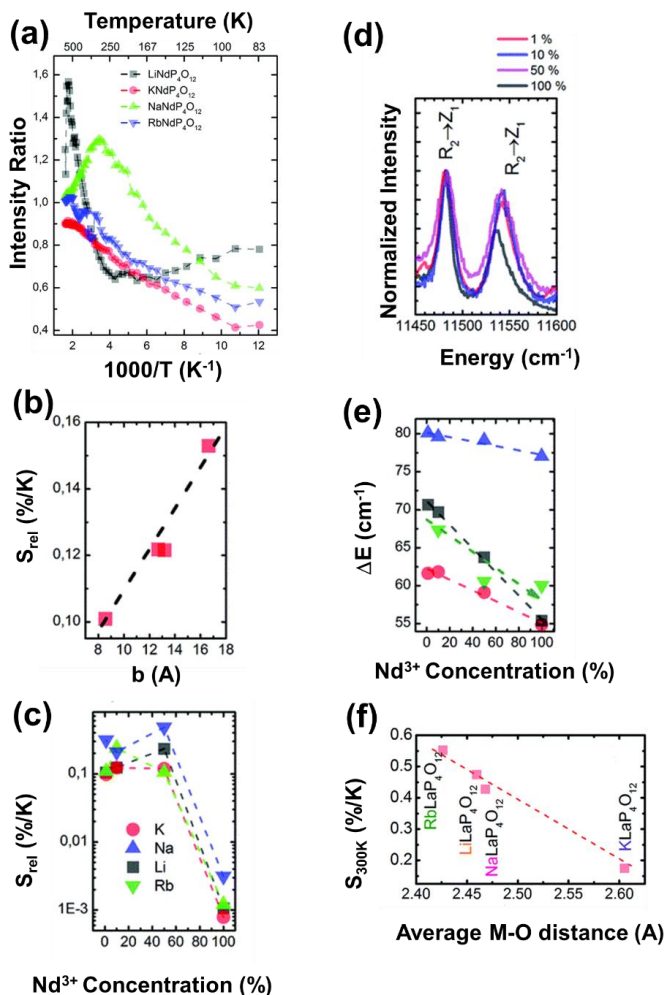 (a)
Temperature (K)
500 250 167 125 100 83
LiNdP₄O₁₂
KNdP₄O₁₂
NaNdP₄O₁₂
RbNdP₄O₁₂
Intensity Ratio
1,6
1,4
1,2
1,0
0,8
0,6
0,4
2 4 6 8 10 12
1000/T (K⁻¹)
(b)
S_rel (%/K)
0,16
0,14
0,12
0,10
8 10 12 14 16 18
b (A)
(c)
S_rel (%/K)
0,1
0,01
1E-3
K
Na
Li
Rb
0 20 40 60 80 100
Nd³⁺ Concentration (%)
(d)
1 %
10 %
50 %
100 %
R₂→Z₁
R₂→Z₁
Normalized Intensity
11450 11500 11550 11600
Energy (cm⁻¹)
(e)
ΔE (cm⁻¹)
80
75
70
65
60
55
0 20 40 60 80 100
Nd³⁺ Concentration (%)
(f)
S₃₀₀K (%/K)
0.6
0.5
0.4
0.3
0.2
RbLaP₄O₁₂
LiLaP₄O₁₂
NaLaP₄O₁₂
KLaP₄O₁₂
2.40 2.45 2.50 2.55 2.60
Average M-O distance (A)